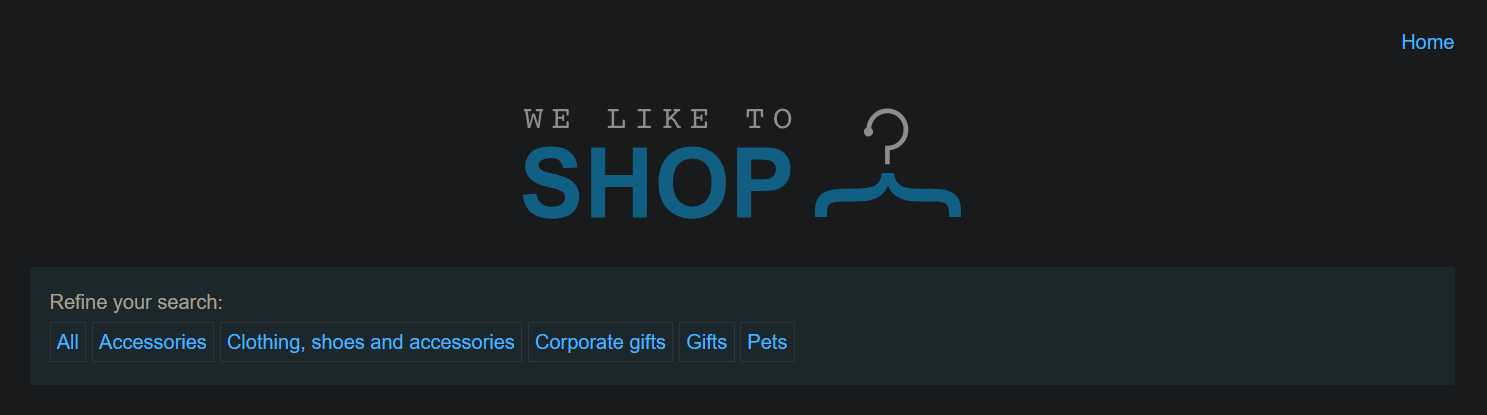 Home
WE LIKE TO
SHOP
Refine your search:
All Accessories Clothing, shoes and accessories Corporate gifts Gifts Pets